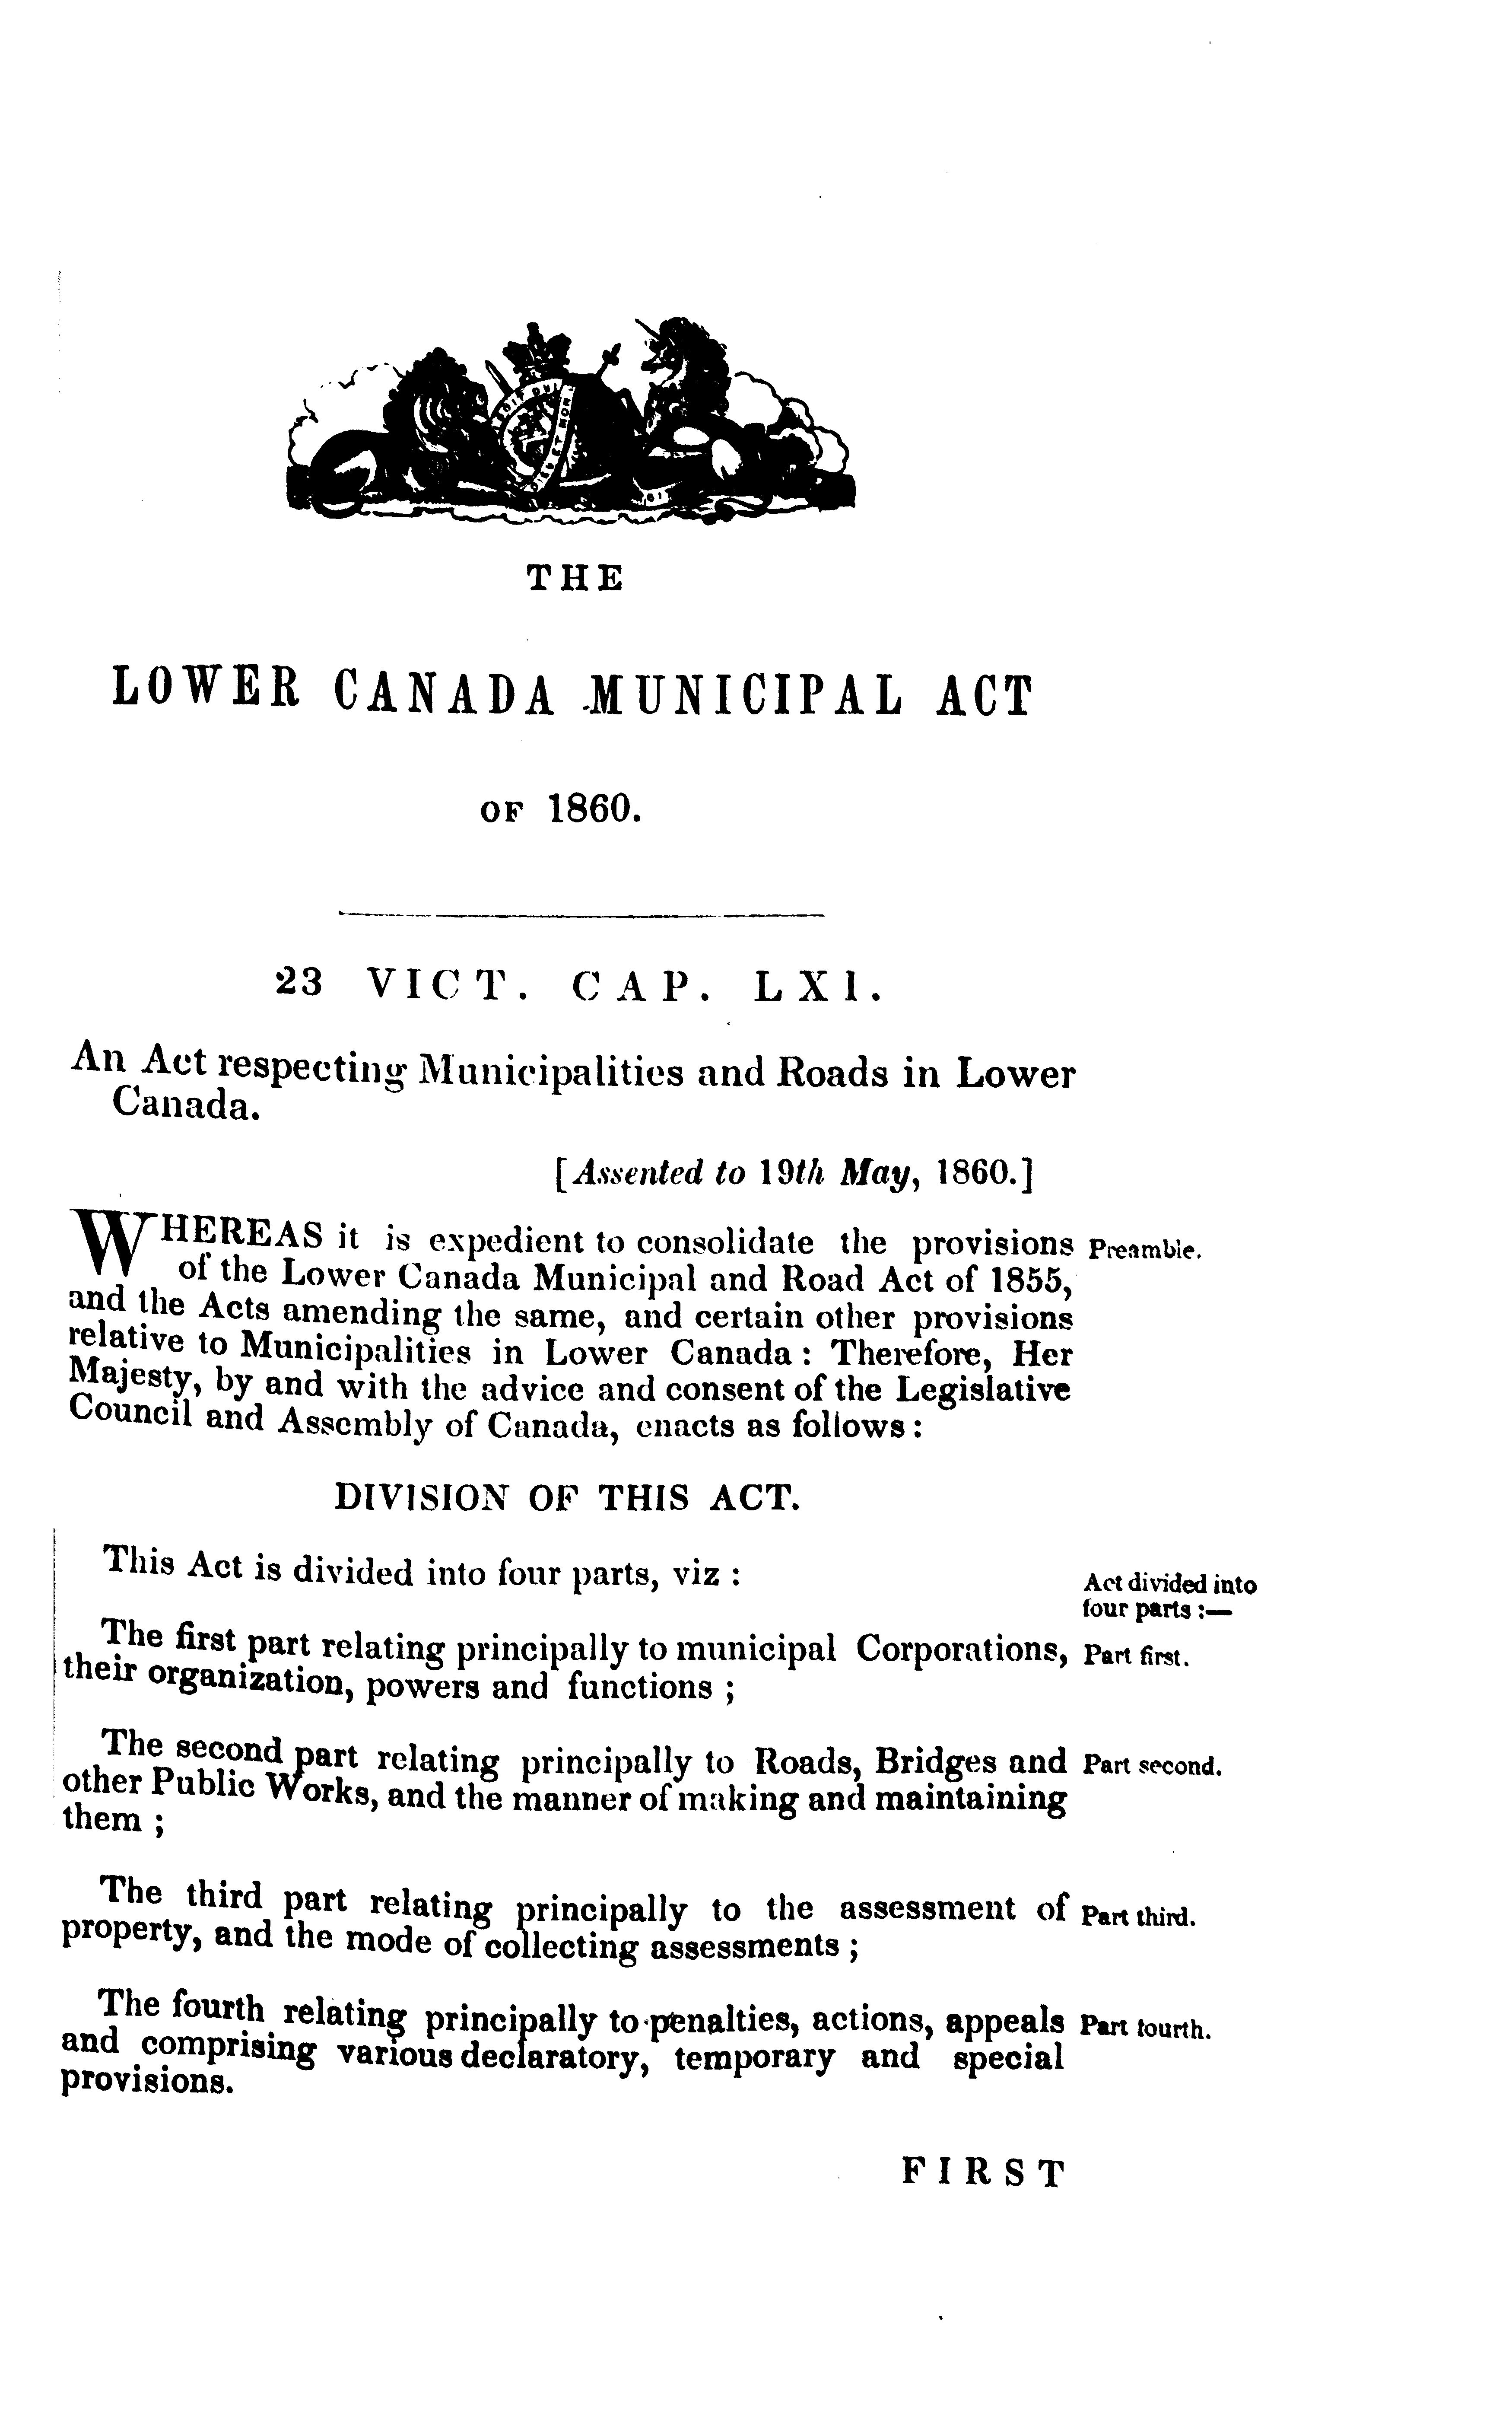 THE
LOWER CANADA MUNICIPAL ACT
OF 1860.
23 VICT. CAP. LXI.
An Act respecting Municipalities and Roads in Lower
Canada.
[Assented to 19th May, 1860.]
WHEREAS it is expedient to consolidate the provisions Preamble.
of the Lower Canada Municipal and Road Act of 1855,
and the Acts amending the same, and certain other provisions
relative to Municipalities in Lower Canada: Therefore, Her
Majesty, by and with the advice and consent of the Legislative
Council and Assembly of Canada, enacts as follows:
DIVISION OF THIS ACT.
This Act is divided into four parts, viz:
Act divided into
four parts:—
The first part relating principally to municipal Corporations, Part first.
their organization, powers and functions;
The second part relating principally to Roads, Bridges and Part second.
other Public Works, and the manner of making and maintaining
them;
The third part relating principally to the assessment of Part third.
property, and the mode of collecting assessments;
The fourth relating principally to penalties, actions, appeals Part fourth.
and comprising various declaratory, temporary and special
provisions.
FIRST